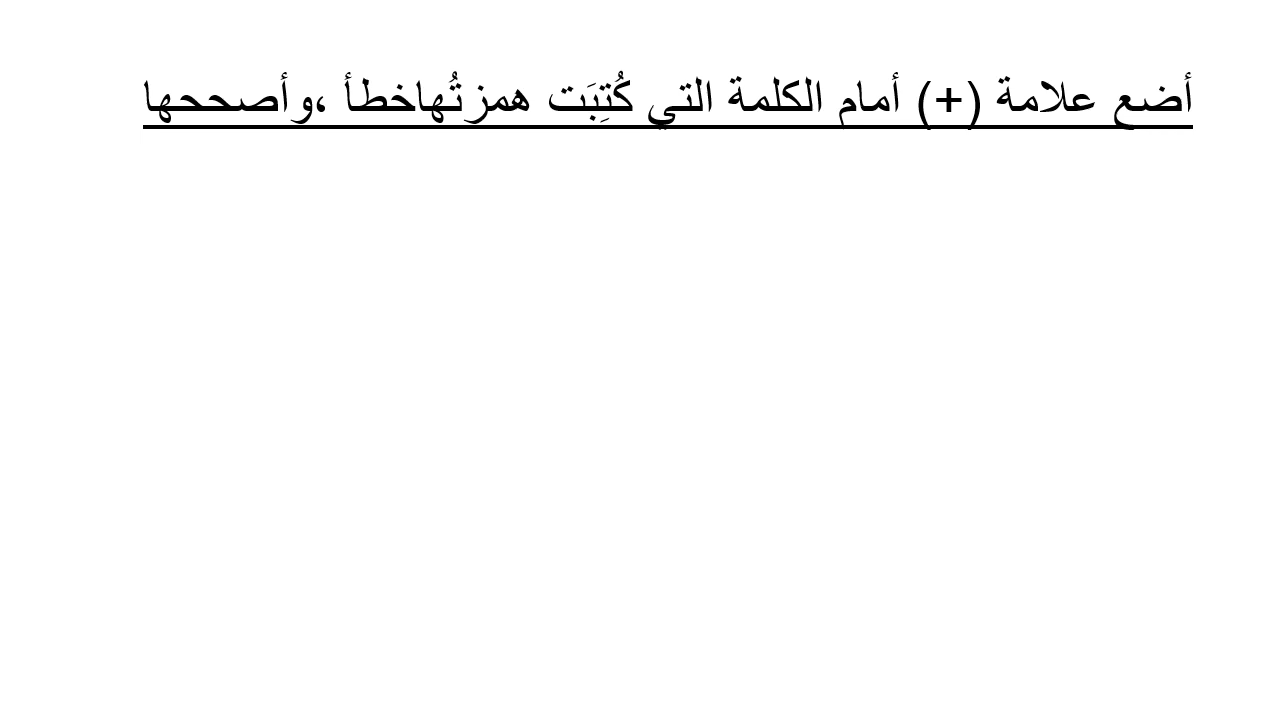 أضع علامة (+) أمام الكلمة التي كُتِبَت همزتُهاخطأ ،وأصححها